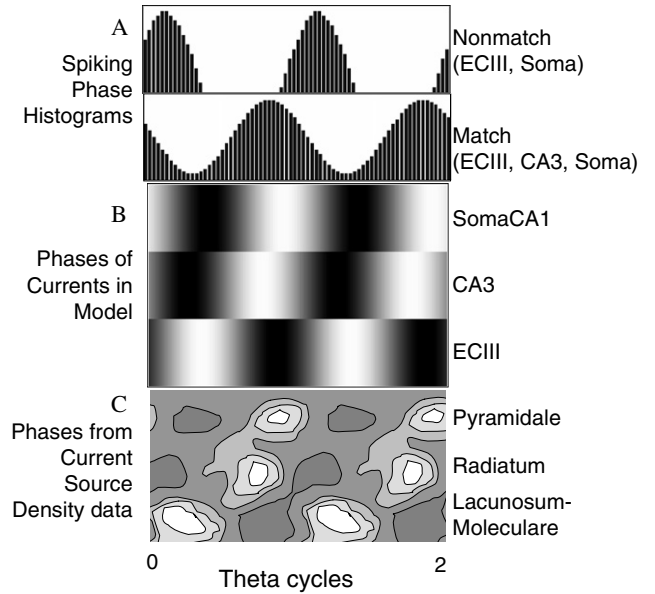 A
Spiking
Phase
Histograms
Nonmatch
(ECIII, Soma)
Match
(ECIII, CA3, Soma)
B
Phases of
Currents in
Model
SomaCA1
CA3
ECIII
C
Phases from
Current
Source
Density data
Pyramidale
Radiatum
Lacunosum-
Moleculare
0
2
Theta cycles